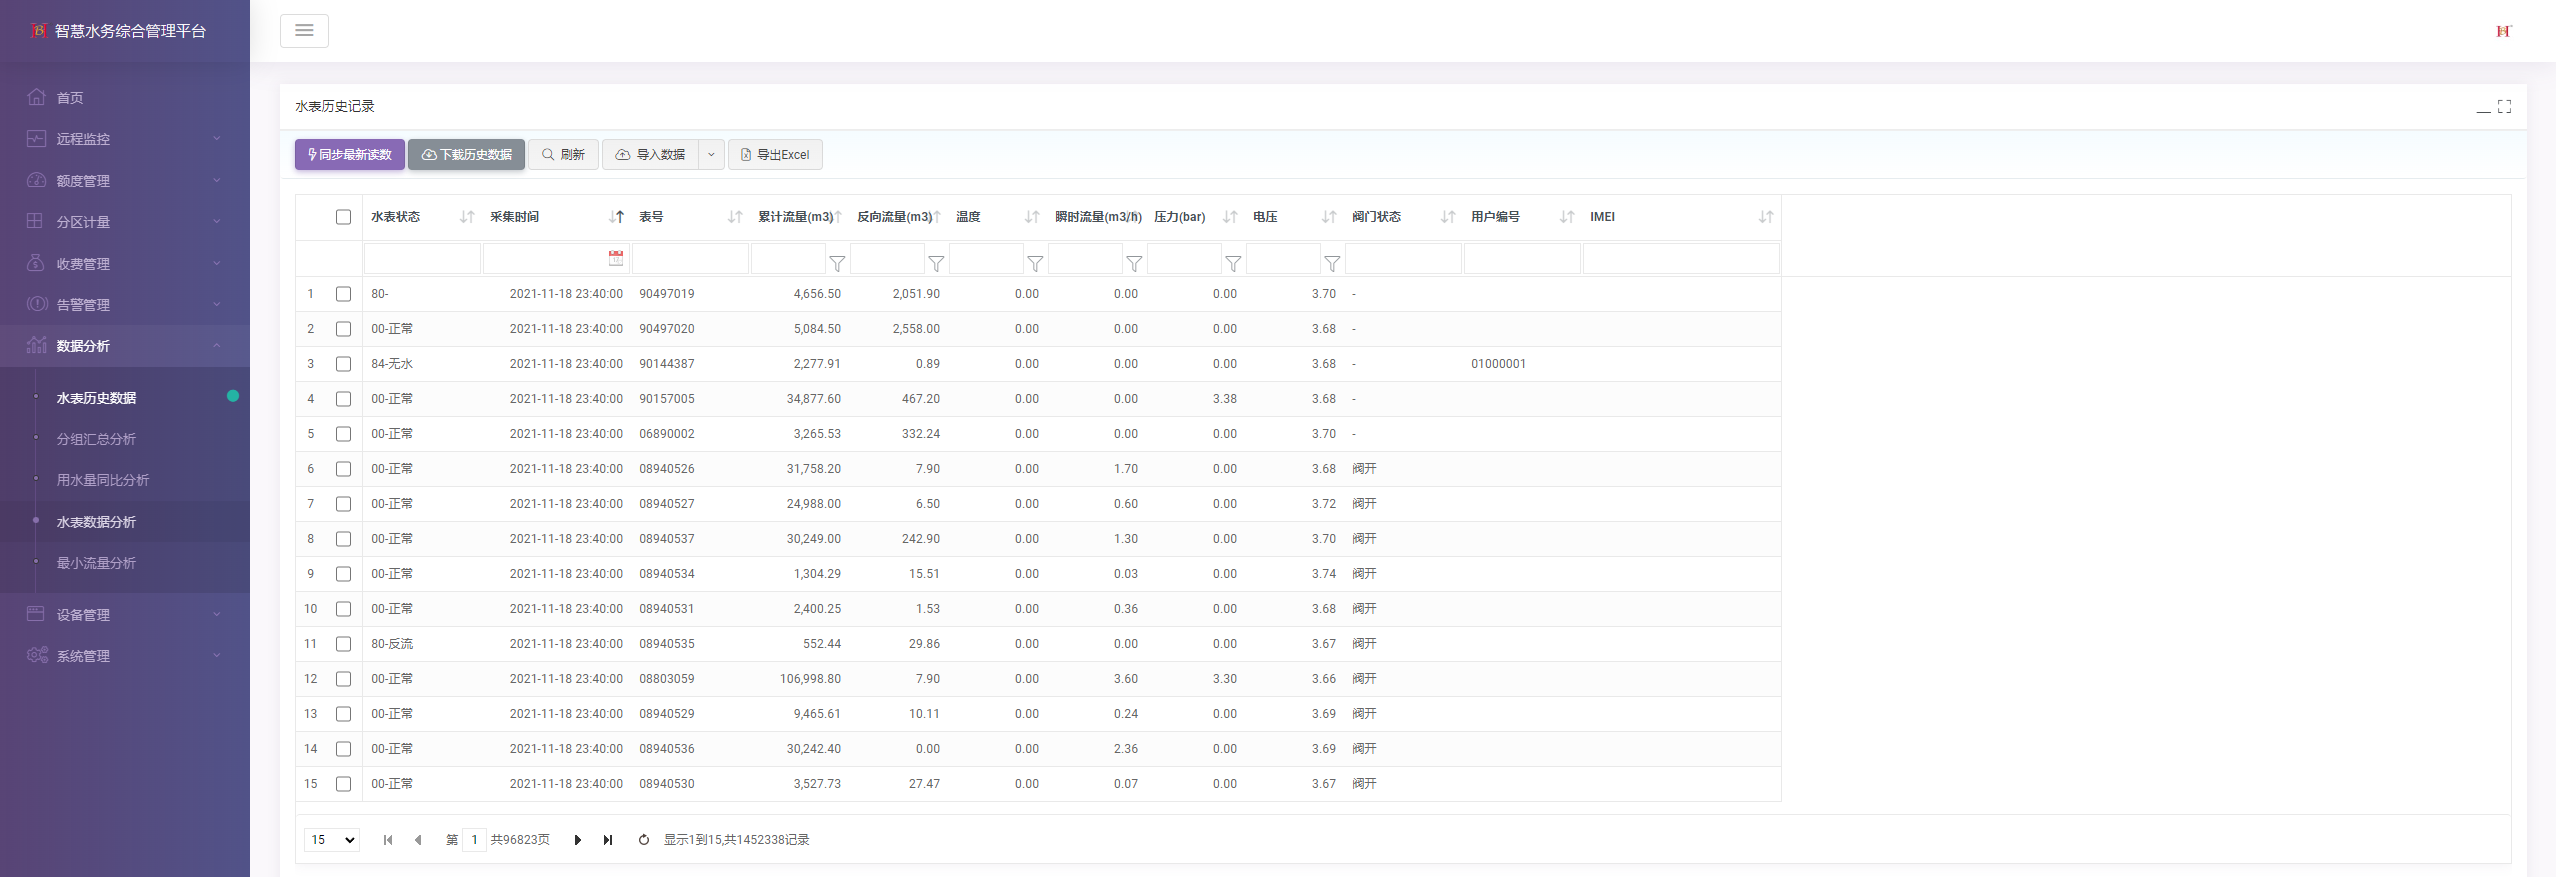 智慧水务综合管理平台
首页
远程监控
额度管理
分区计量
收费管理
告警管理
数据分析
水表历史数据
分组汇总分析
用水量同比分析
水表数据分析
最小流量分析
设备管理
系统管理
水表历史记录
同步最新读数 下载历史数据 刷新 导入数据 导出Excel
水表状态 采集时间 表号 累计流量(m3) 反向流量(m3) 温度 瞬时流量(m3/h) 压力(bar) 电压 阀门状态 用户编号 IMEI
1 80- 2021-11-18 23:40:00 90497019 4,656.50 2,051.90 0.00 0.00 0.00 3.70 -
2 00-正常 2021-11-18 23:40:00 90497020 5,084.50 2,558.00 0.00 0.00 0.00 3.68 -
3 84-无水 2021-11-18 23:40:00 90144387 2,277.91 0.89 0.00 0.00 0.00 3.68 - 01000001
4 00-正常 2021-11-18 23:40:00 90157005 34,877.60 467.20 0.00 0.00 3.38 3.68 -
5 00-正常 2021-11-18 23:40:00 06890002 3,265.53 332.24 0.00 0.00 0.00 3.70 -
6 00-正常 2021-11-18 23:40:00 08940526 31,758.20 7.90 0.00 1.70 0.00 3.68 阀开
7 00-正常 2021-11-18 23:40:00 08940527 24,988.00 6.50 0.00 0.60 0.00 3.72 阀开
8 00-正常 2021-11-18 23:40:00 08940537 30,249.00 242.90 0.00 1.30 0.00 3.70 阀开
9 00-正常 2021-11-18 23:40:00 08940534 1,304.29 15.51 0.00 0.03 0.00 3.74 阀开
10 00-正常 2021-11-18 23:40:00 08940531 2,400.25 1.53 0.00 0.36 0.00 3.68 阀开
11 80-反流 2021-11-18 23:40:00 08940535 552.44 29.86 0.00 0.00 0.00 3.67 阀开
12 00-正常 2021-11-18 23:40:00 08803059 106,998.80 7.90 0.00 3.60 3.30 3.66 阀开
13 00-正常 2021-11-18 23:40:00 08940529 9,465.61 10.11 0.00 0.24 0.00 3.69 阀开
14 00-正常 2021-11-18 23:40:00 08940536 30,242.40 0.00 0.00 2.36 0.00 3.69 阀开
15 00-正常 2021-11-18 23:40:00 08940530 3,527.73 27.47 0.00 0.07 0.00 3.67 阀开
15 第 1 共96823页 显示1到15,共1452338记录